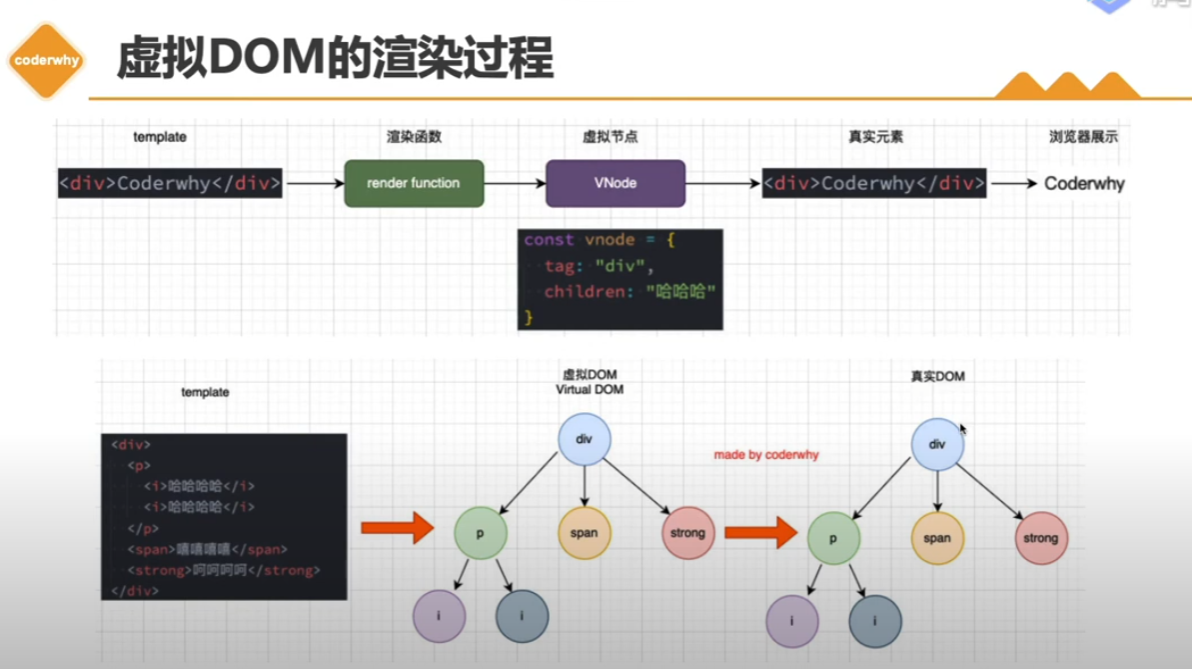 coderwhy
虚拟DOM的渲染过程
template
渲染函数
虚拟节点
真实元素
浏览器展示
<div>Coderwhy</div>
render function
VNode
<div>Coderwhy</div>
Coderwhy
const vnode = {
tag: "div",
children: "哈哈哈"
}
template
虚拟DOM
Virtual DOM
真实DOM
<div>
<p>
<i>哈哈哈哈</i>
<i>哈哈哈哈</i>
</p>
<span>嘻嘻嘻嘻</span>
<strong>呵呵呵呵</strong>
</div>
div
p
span
strong
i
i
made by coderwhy
div
p
span
strong
i
i